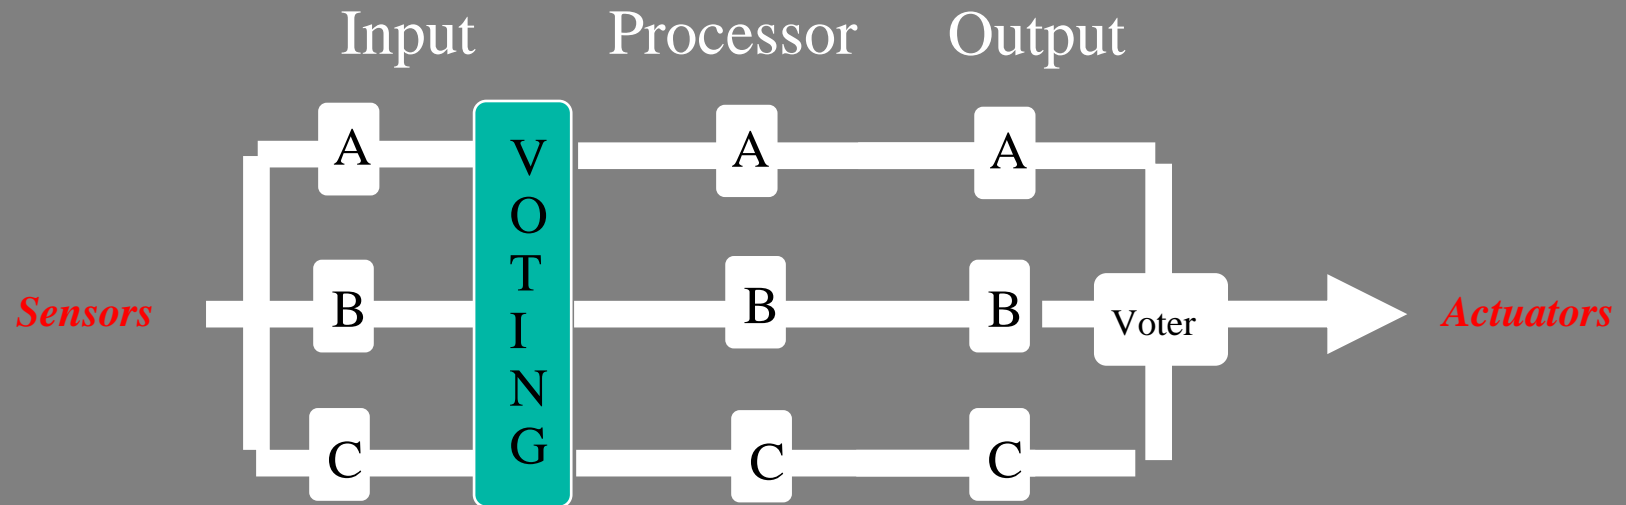 Input Processor Output
A
A
A
V
O
T
I
N
G
Sensors
B
B
B
Voter
Actuators
C
C
C